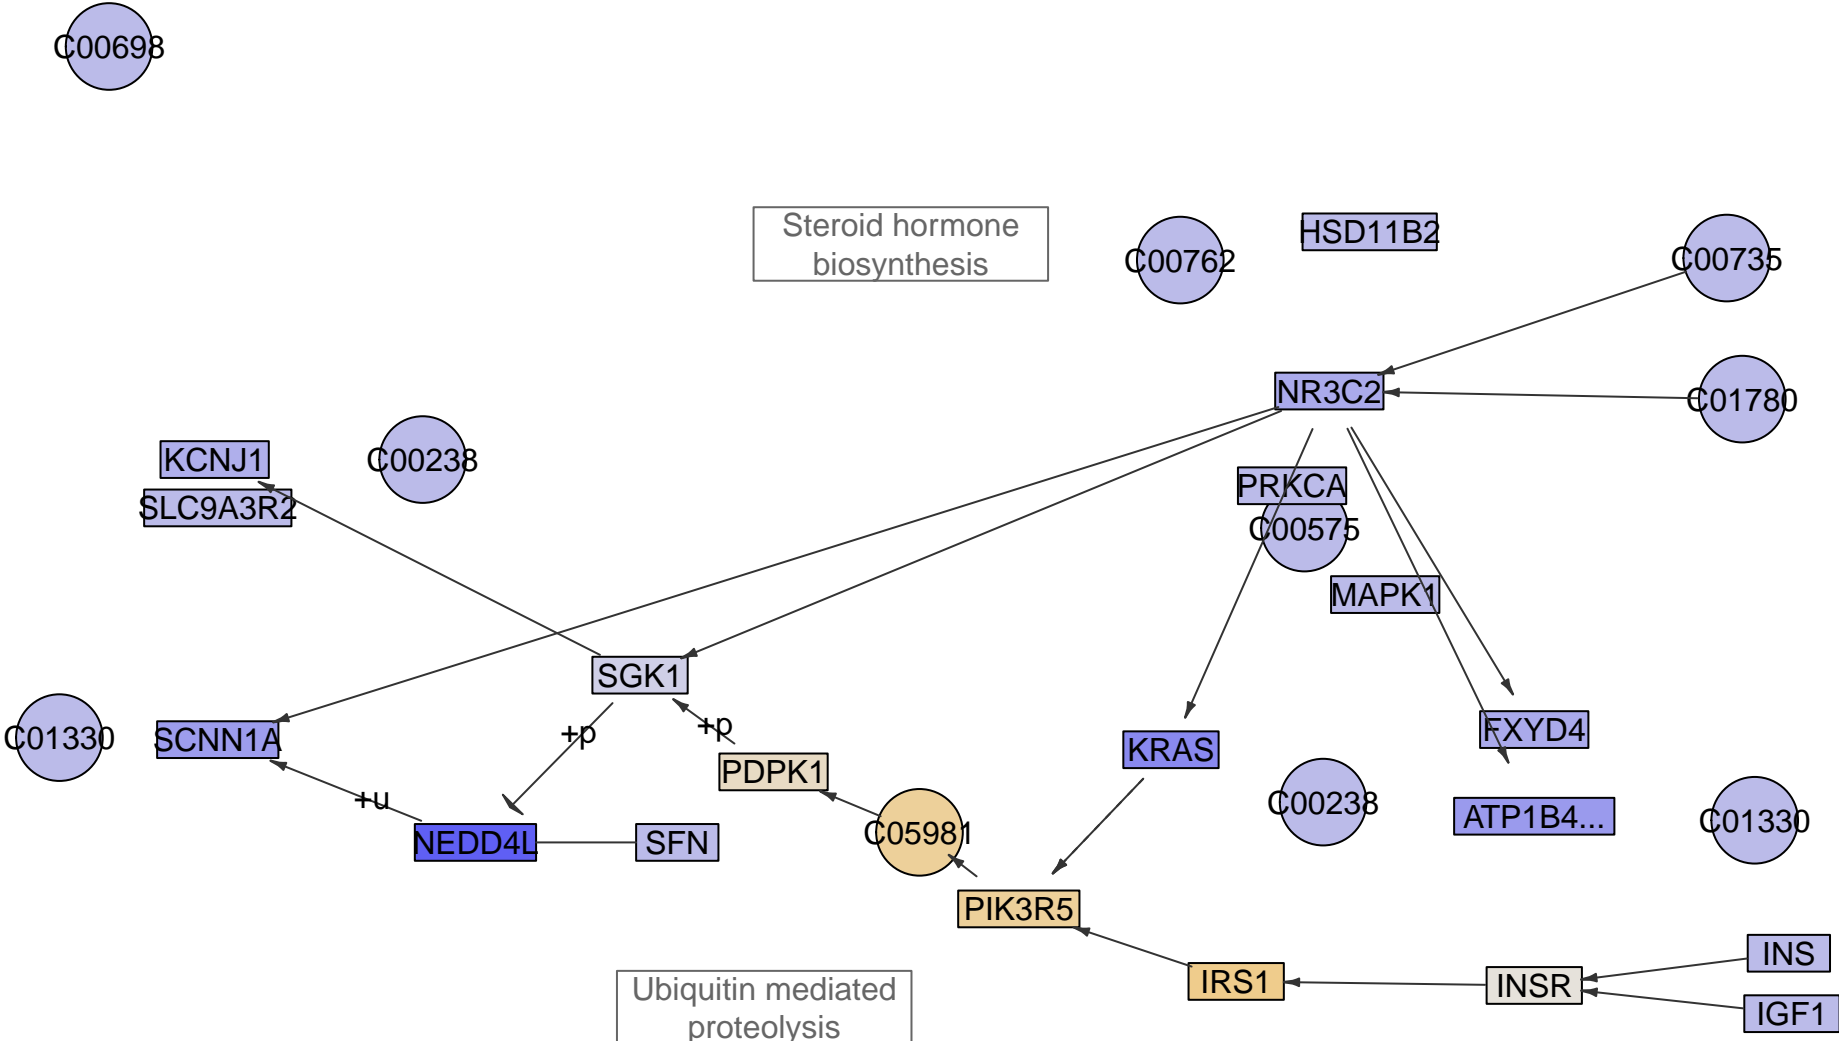 C00698
Steroid hormone
biosynthesis
C00762
HSD11B2
C00735
NR3C2
C01780
KCNJ1
C00238
SLC9A3R2
PRKCA
C00575
MAPK1
SGK1
C01330
SCNN1A
+p
+p
KRAS
FXYD4
PDPK1
+u
C00238
ATP1B4...
C01330
NEDD4L
SFN
C05981
PIK3R5
INS
IRS1
INSR
IGF1
Ubiquitin mediated
proteolysis